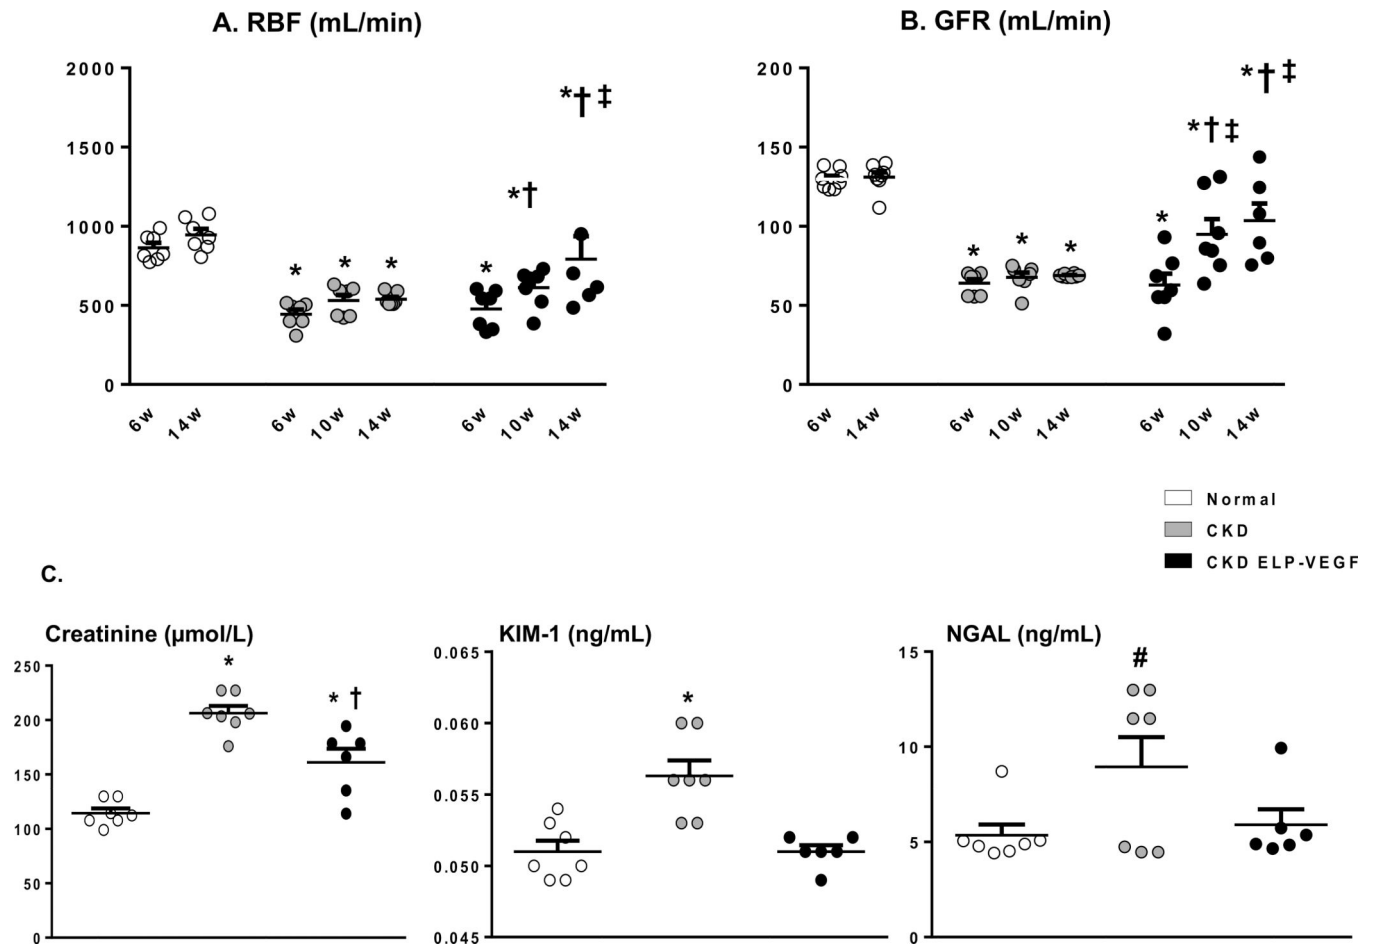 A. RBF (mL/min)
2000
1500
1000
500
0
* * * * *† *†‡
6w 14w 6w 10w 14w 6w 10w 14w
B. GFR (mL/min)
200
150
100
50
0
* * * * *†‡ *†‡
6w 14w 6w 10w 14w 6w 10w 14w
Normal
CKD
CKD ELP-VEGF
C.
Creatinine (µmol/L)
250
200
150
100
50
0
* * †
KIM-1 (ng/mL)
0.065
0.060
0.055
0.050
0.045
*
NGAL (ng/mL)
15
10
5
0
#